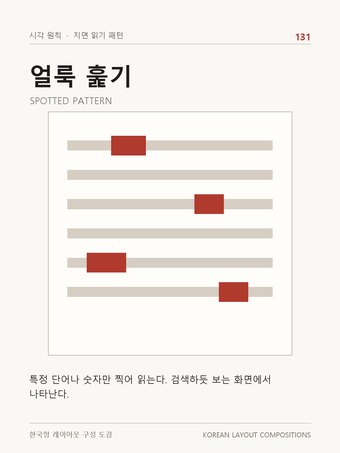 시각 원칙 · 지면 읽기 패턴
131
얼룩 훑기
SPOTTED PATTERN
특정 단어나 숫자만 찍어 읽는다. 검색하듯 보는 화면에서
나타난다.
한국형 레이아웃 구성 도감
KOREAN LAYOUT COMPOSITIONS